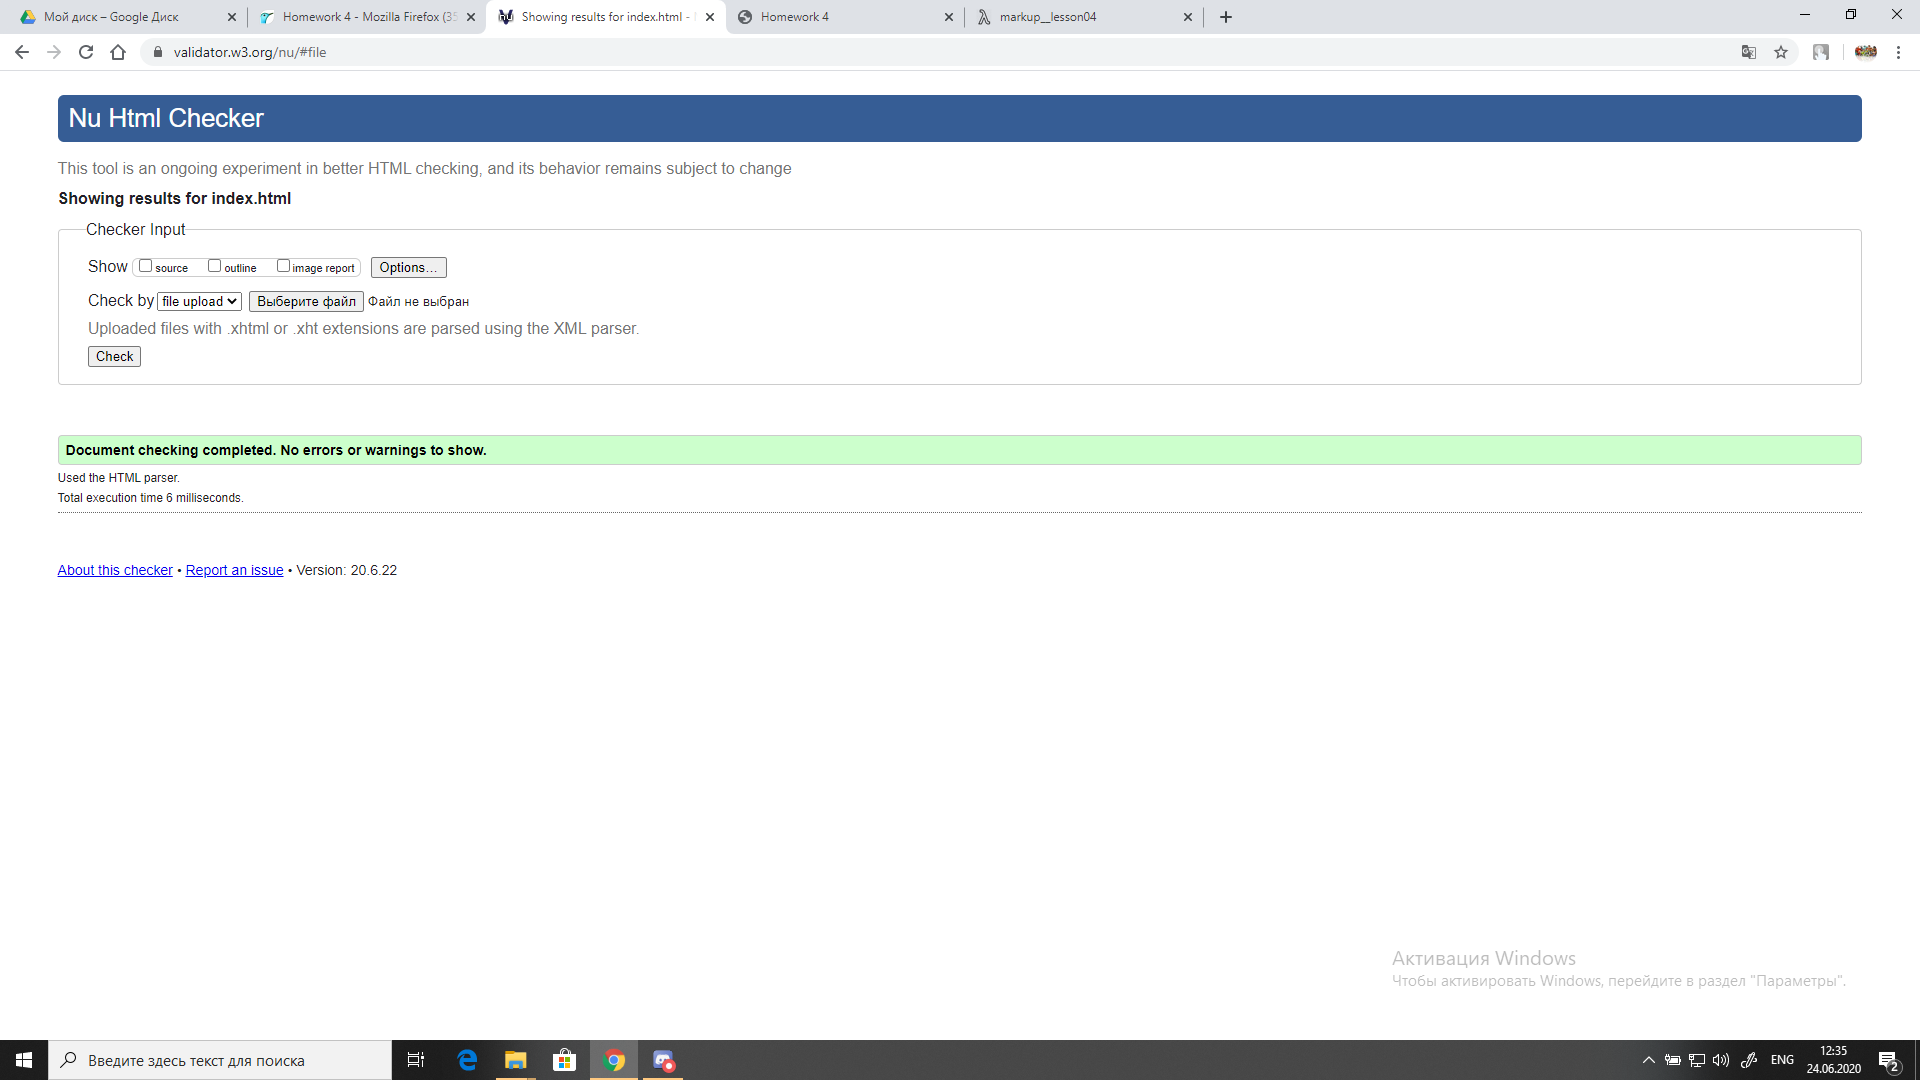 Мой диск – Google Диск
Homework 4 - Mozilla Firefox (35
Showing results for index.html -
Homework 4
markup__lesson04
validator.w3.org/nu/#file
Nu Html Checker
This tool is an ongoing experiment in better HTML checking, and its behavior remains subject to change
Showing results for index.html
Checker Input
Show source outline image report Options...
Check by file upload Выберите файл Файл не выбран
Uploaded files with .xhtml or .xht extensions are parsed using the XML parser.
Check
Document checking completed. No errors or warnings to show.
Used the HTML parser.
Total execution time 6 milliseconds.
About this checker • Report an issue • Version: 20.6.22
Активация Windows
Чтобы активировать Windows, перейдите в раздел "Параметры".
Введите здесь текст для поиска
ENG
12:35
24.06.2020
2